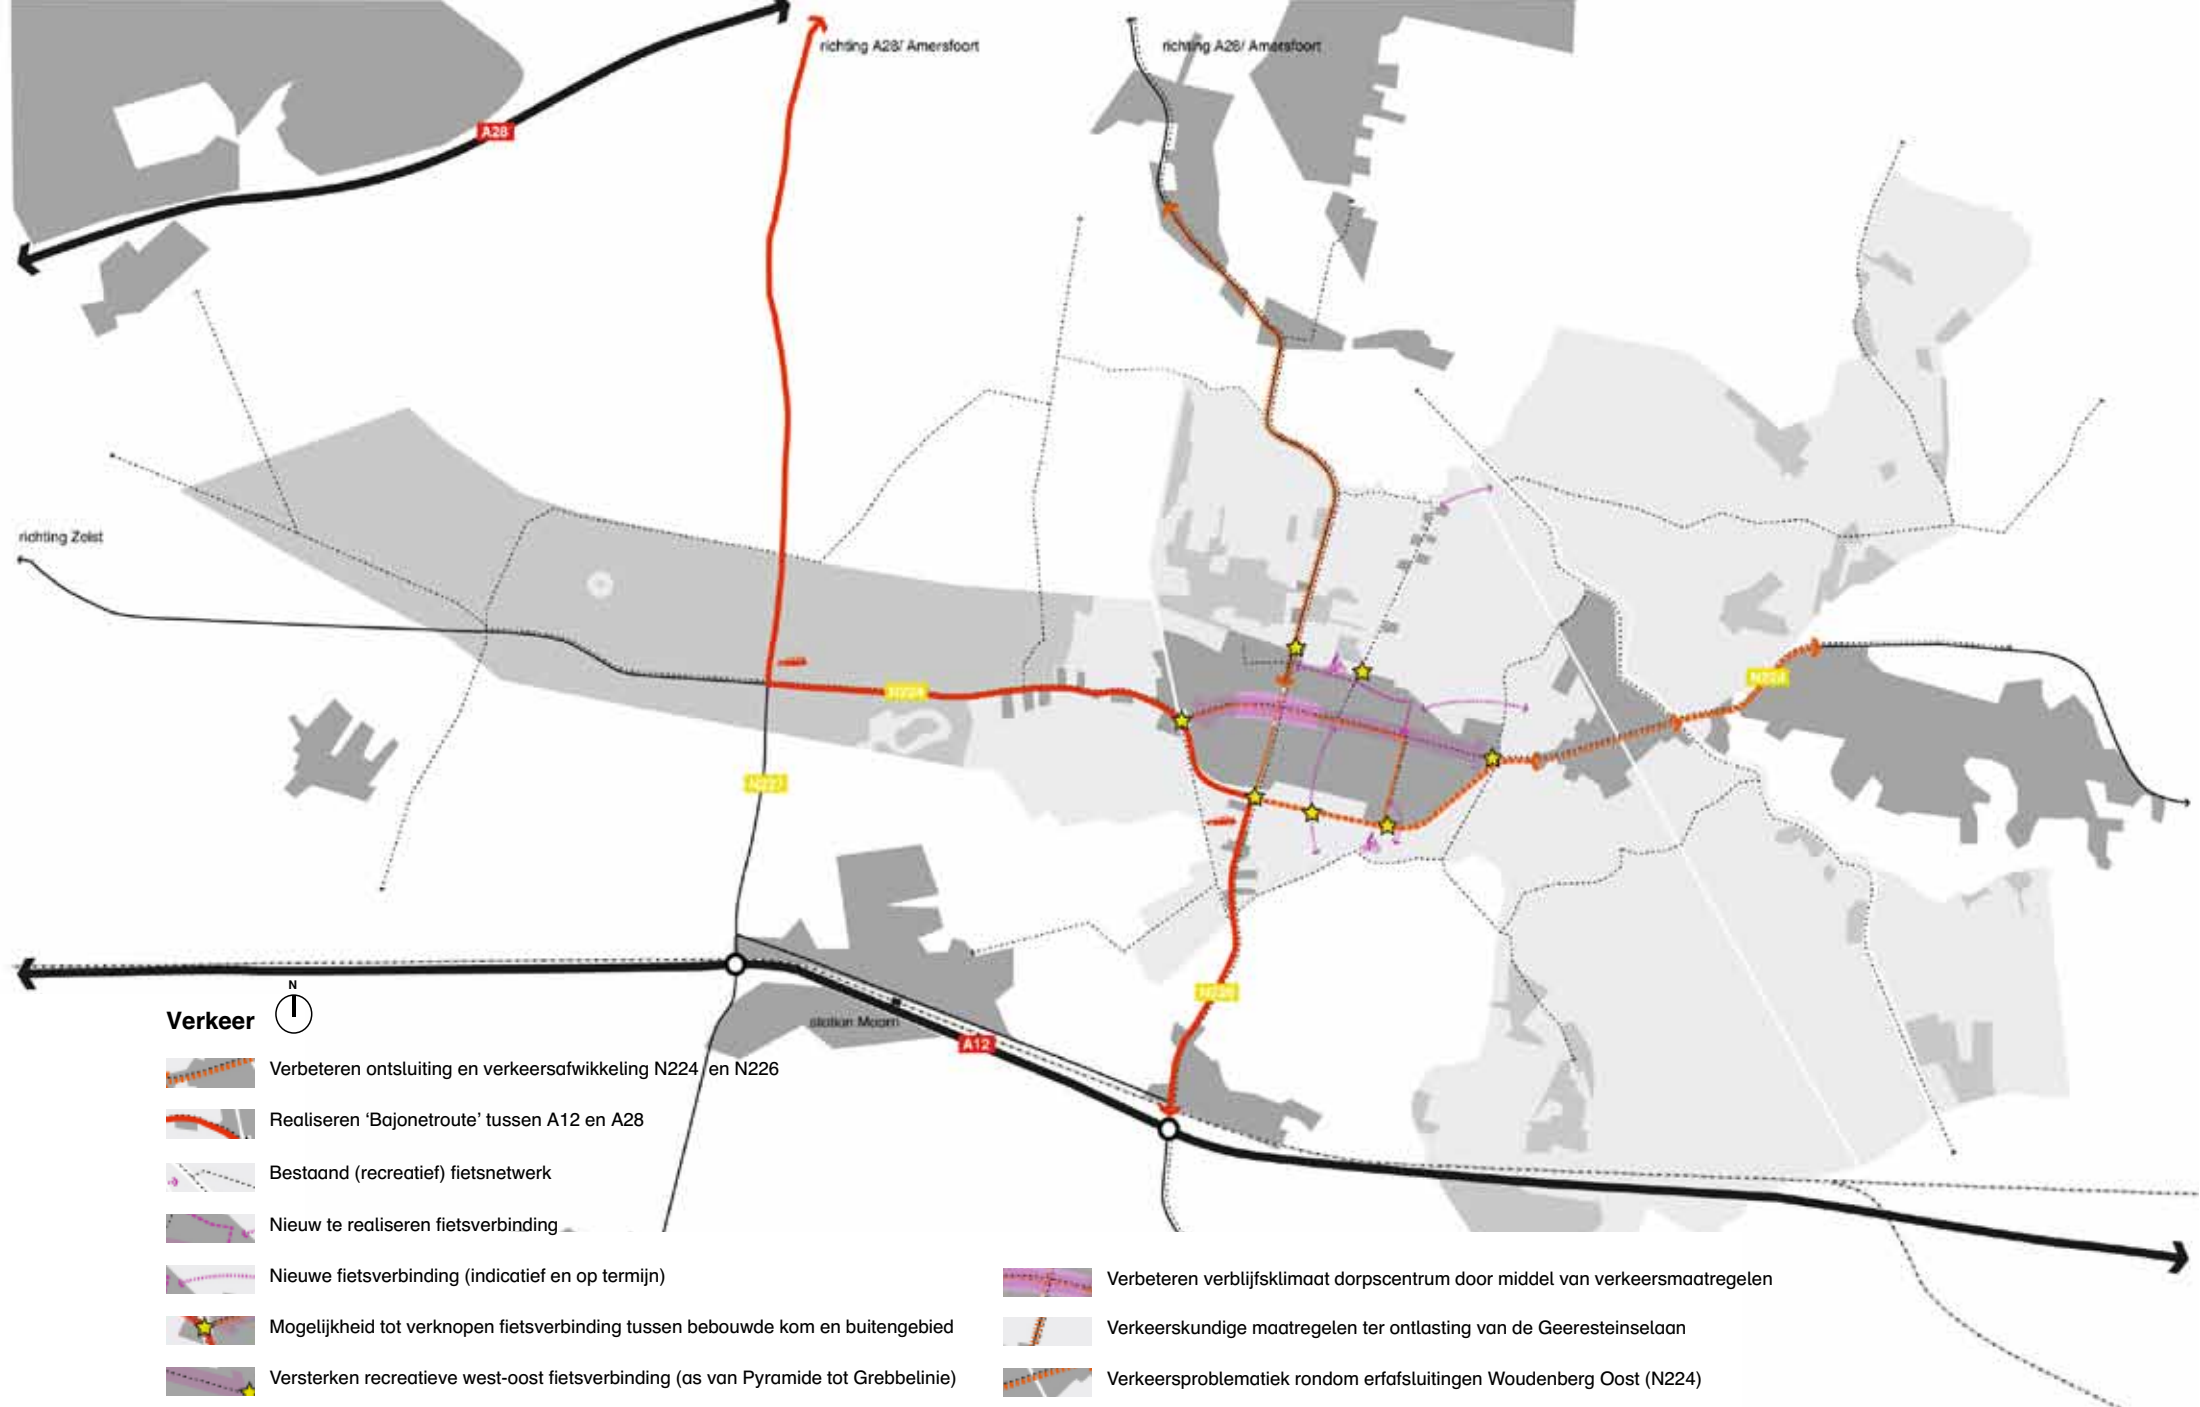 richting A28/ Amersfoort
richting A28/ Amersfoort
A28
richting Zeist
N224
N224
N227
N226
station Maarn
A12
N
Verkeer
Verbeteren ontsluiting en verkeersafwikkeling N224 en N226
Realiseren ‘Bajonetroute’ tussen A12 en A28
Bestaand (recreatief) fietsnetwerk
Nieuw te realiseren fietsverbinding
Nieuwe fietsverbinding (indicatief en op termijn)
Mogelijkheid tot verknopen fietsverbinding tussen bebouwde kom en buitengebied
Versterken recreatieve west-oost fietsverbinding (as van Pyramide tot Grebbelinie)
Verbeteren verblijfsklimaat dorpscentrum door middel van verkeersmaatregelen
Verkeerskundige maatregelen ter ontlasting van de Geeresteinselaan
Verkeersproblematiek rondom erfafsluitingen Woudenberg Oost (N224)